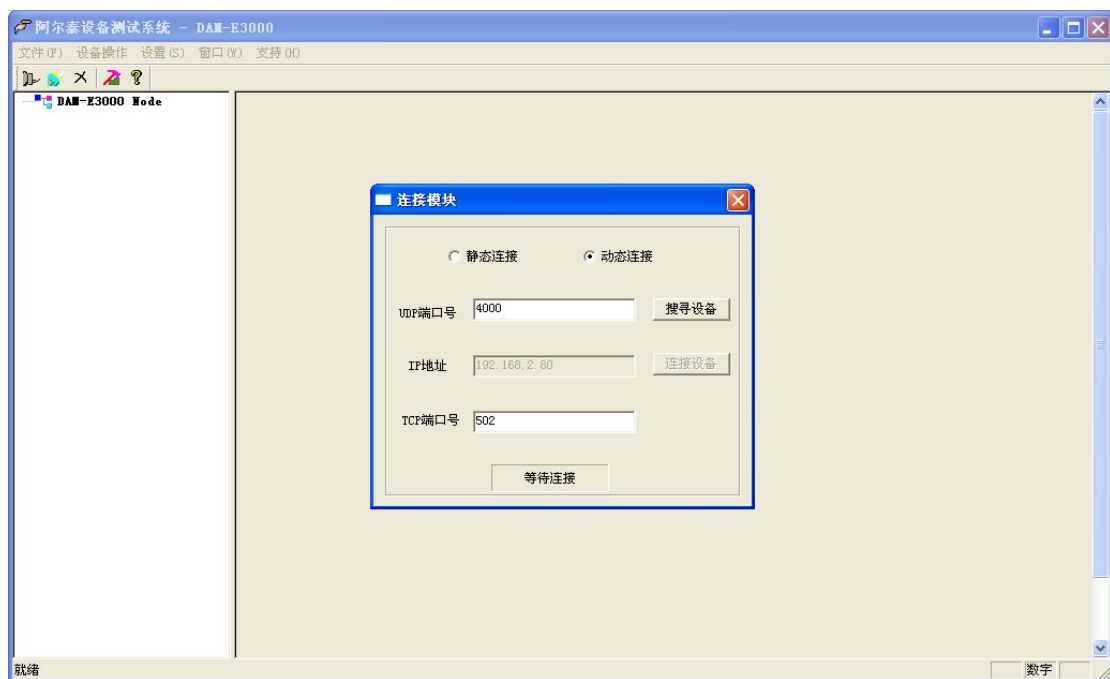 阿尔泰设备测试系统 - DAM-E3000
文件(F) 设备操作 设置(S) 窗口(W) 支持(H)
DAM-E3000 Node
连接模块
静态连接 动态连接
UDP端口号 4000 搜寻设备
IP地址 192.168.2.80 连接设备
TCP端口号 502
等待连接
就绪 数字